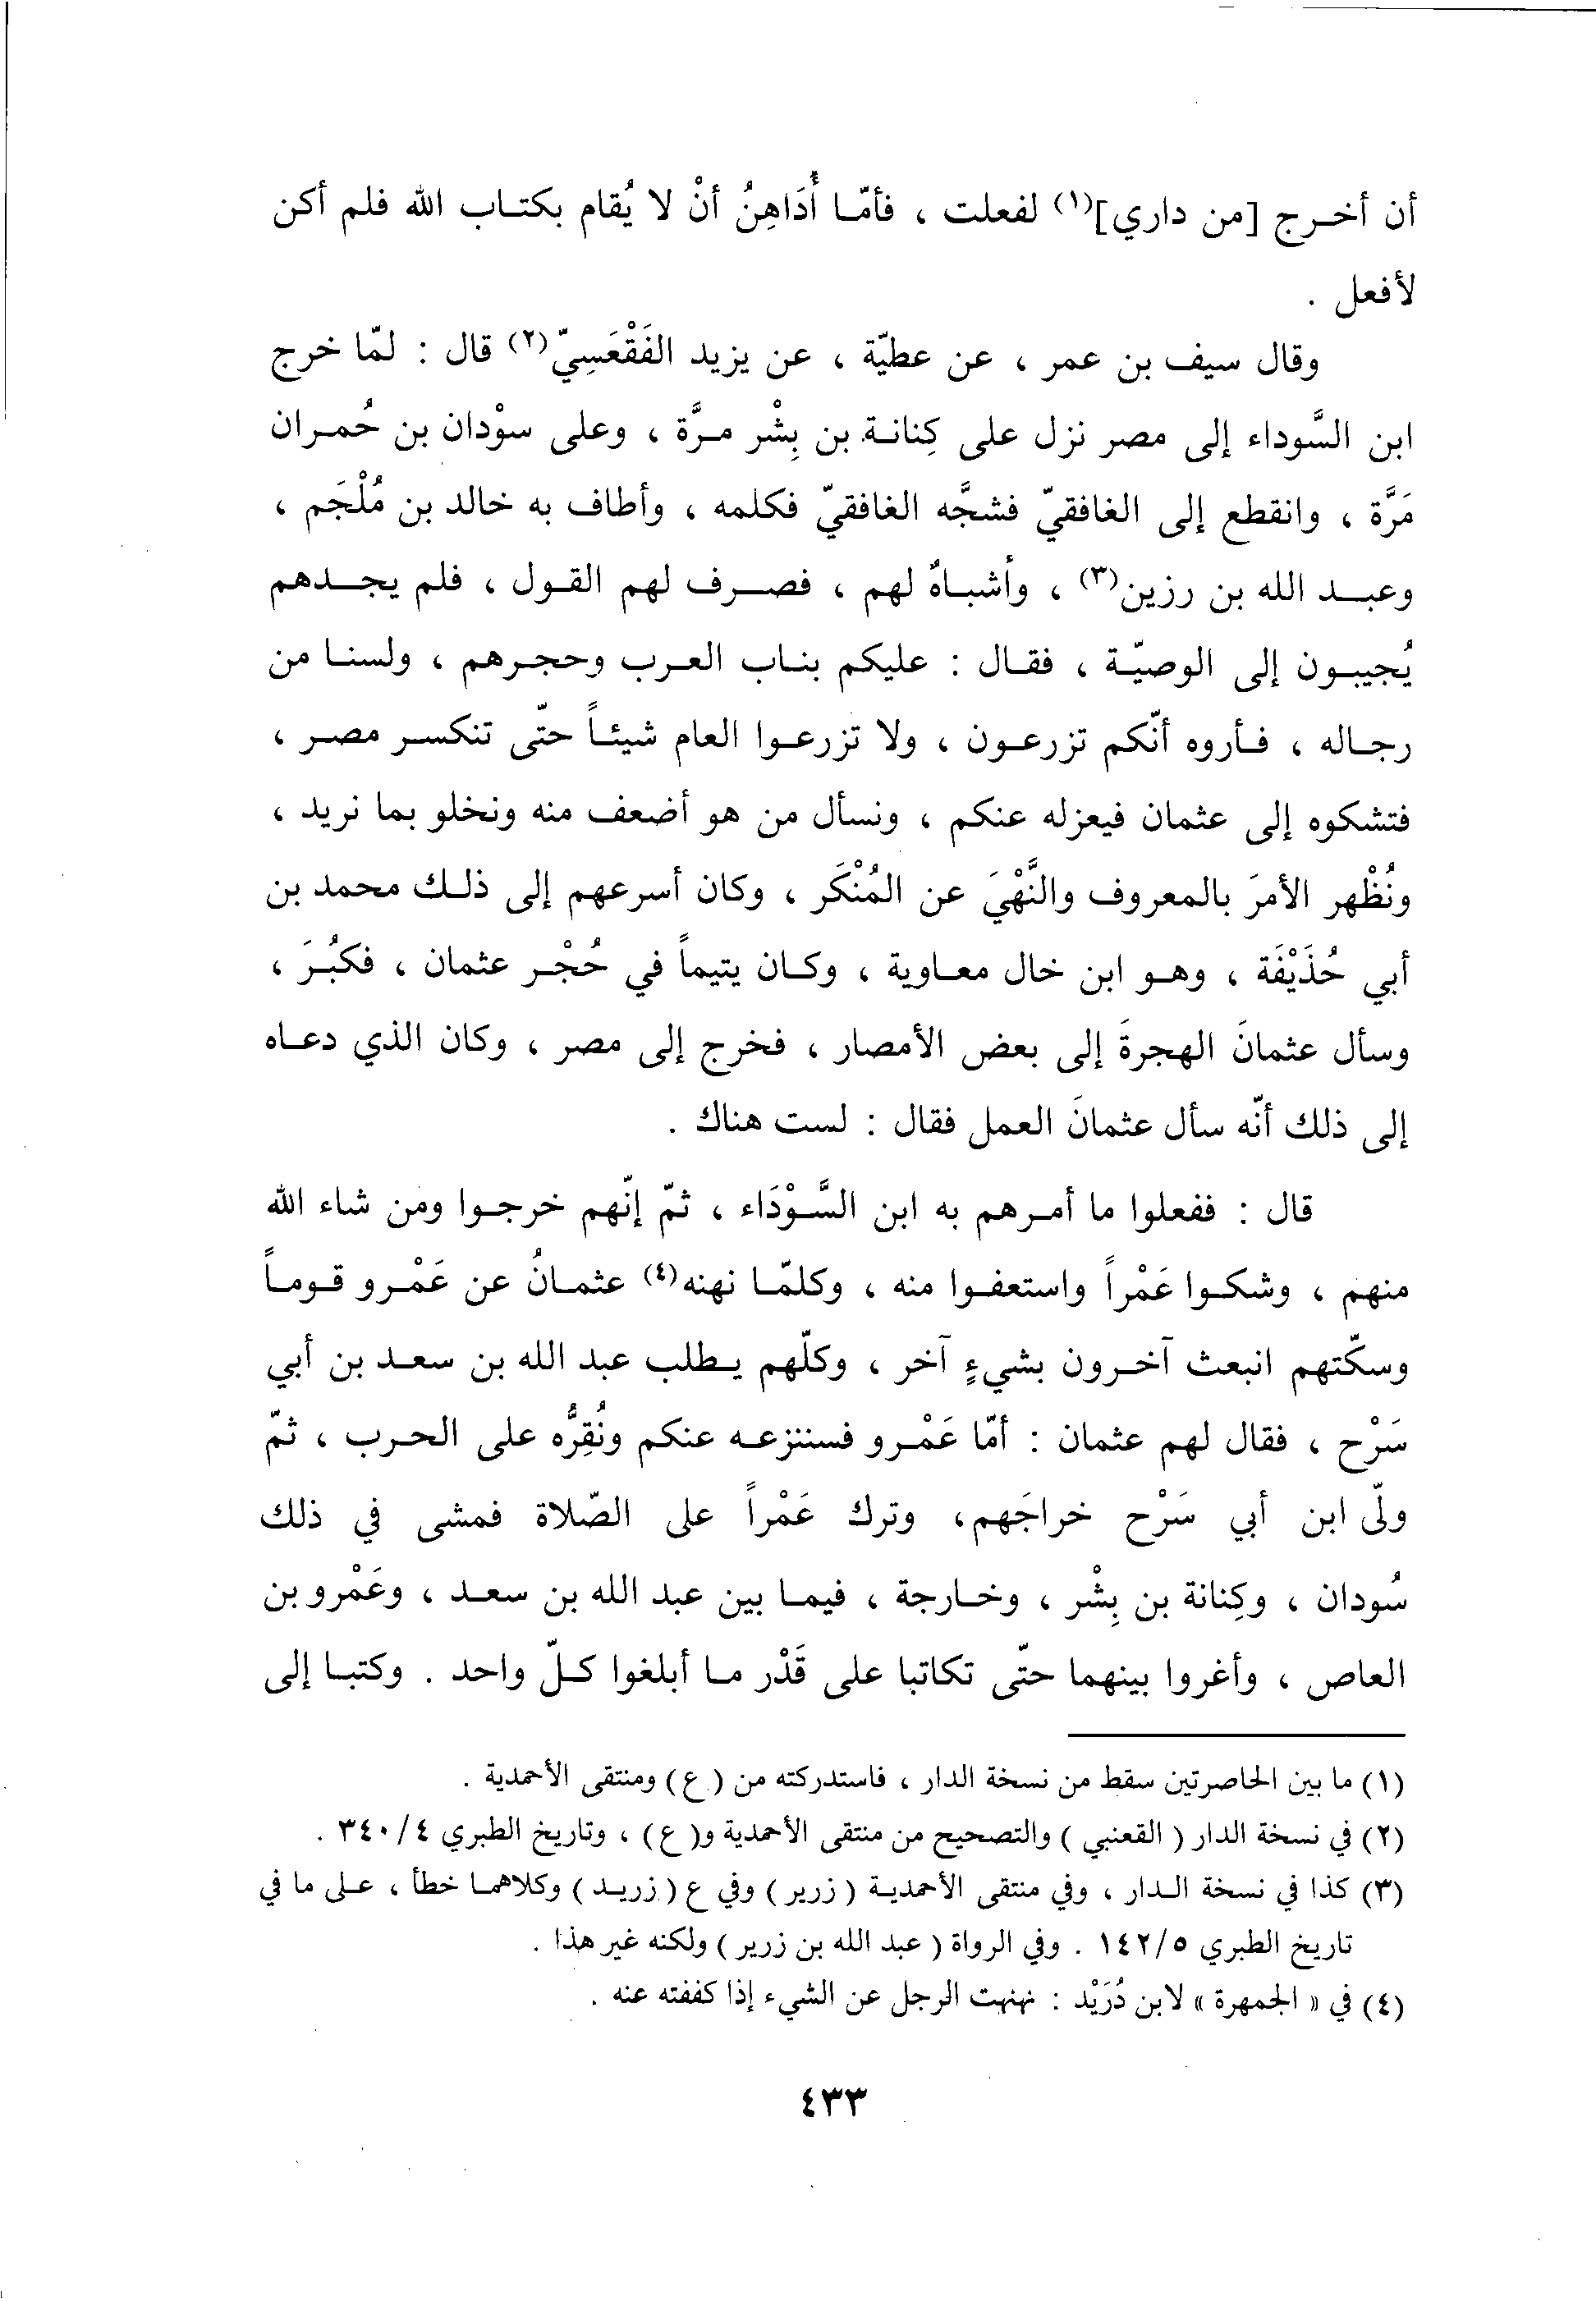 أن أخرج [من داري]<sup>(١)</sup> لفعلت ، فأمّا أُدَاهِنُ أنْ لا يُقام بكتاب الله فلم أكن
لأفعل .
وقال سيف بن عمر ، عن عطيّة ، عن يزيد الفَقْعَسِيّ<sup>(٢)</sup> قال : لمّا خرج
ابن السَّوداء إلى مصر نزل على كِنانة بن بِشْر مرَّة ، وعلى سوْدان بن حُمران
مَرَّة ، وانقطع إلى الغافقيّ فشجَّه الغافقيّ فكلمه ، وأطاف به خالد بن مُلْجَم ،
وعبد الله بن رزين<sup>(٣)</sup> ، وأشباهٌ لهم ، فصرف لهم القول ، فلم يجدهم
يُجيبون إلى الوصيّة ، فقال : عليكم بناب العرب وحجرهم ، ولسنا من
رجاله ، فأروه أنّكم تزرعون ، ولا تزرعوا العام شيئاً حتّى تنكسر مصر ،
فتشكوه إلى عثمان فيعزله عنكم ، ونسأل من هو أضعف منه ونخلو بما نريد ،
ونُظْهر الأمرَ بالمعروف والنَّهْيَ عن المُنْكَر ، وكان أسرعهم إلى ذلك محمد بن
أبي حُذَيْفَة ، وهو ابن خال معاوية ، وكان يتيماً في حُجْر عثمان ، فكبُرَ ،
وسأل عثمانَ الهجرةَ إلى بعض الأمصار ، فخرج إلى مصر ، وكان الذي دعاه
إلى ذلك أنّه سأل عثمانَ العمل فقال : لست هناك .
قال : ففعلوا ما أمرهم به ابن السَّوْدَاء ، ثمّ إنّهم خرجوا ومن شاء الله
منهم ، وشكوا عَمْراً واستعفوا منه ، وكلمّا نهنه<sup>(٤)</sup> عثمانُ عن عَمْرو قوماً
وسكّتهم انبعث آخرون بشيءٍ آخر ، وكلّهم يطلب عبد الله بن سعد بن أبي
سَرْح ، فقال لهم عثمان : أمّا عَمْرو فسننزعه عنكم ونُقِرُّه على الحرب ، ثمّ
ولّى ابن أبي سَرْح خراجَهم، وترك عَمْراً على الصّلاة فمشى في ذلك
سُودان ، وكِنانة بن بِشْر ، وخارجة ، فيما بين عبد الله بن سعد ، وعَمْرو بن
العاص ، وأغروا بينهما حتّى تكاتبا على قَدْر ما أبلغوا كلّ واحد . وكتبا إلى
(١) ما بين الحاصرتين سقط من نسخة الدار ، فاستدركته من (ع) ومنتقى الأحمدية .
(٢) في نسخة الدار ( القعنبي ) والتصحيح من منتقى الأحمدية و(ع) ، وتاريخ الطبري ٣٤٠/٤ .
(٣) كذا في نسخة الدار ، وفي منتقى الأحمدية ( زرير ) وفي ع ( زريد ) وكلاهما خطأ ، على ما في
تاريخ الطبري ١٤٢/٥ . وفي الرواة ( عبد الله بن زرير ) ولكنه غير هذا .
(٤) في « الجمهرة » لابن دُرَيْد : نهنهت الرجل عن الشيء إذا كففته عنه .
٤٣٣